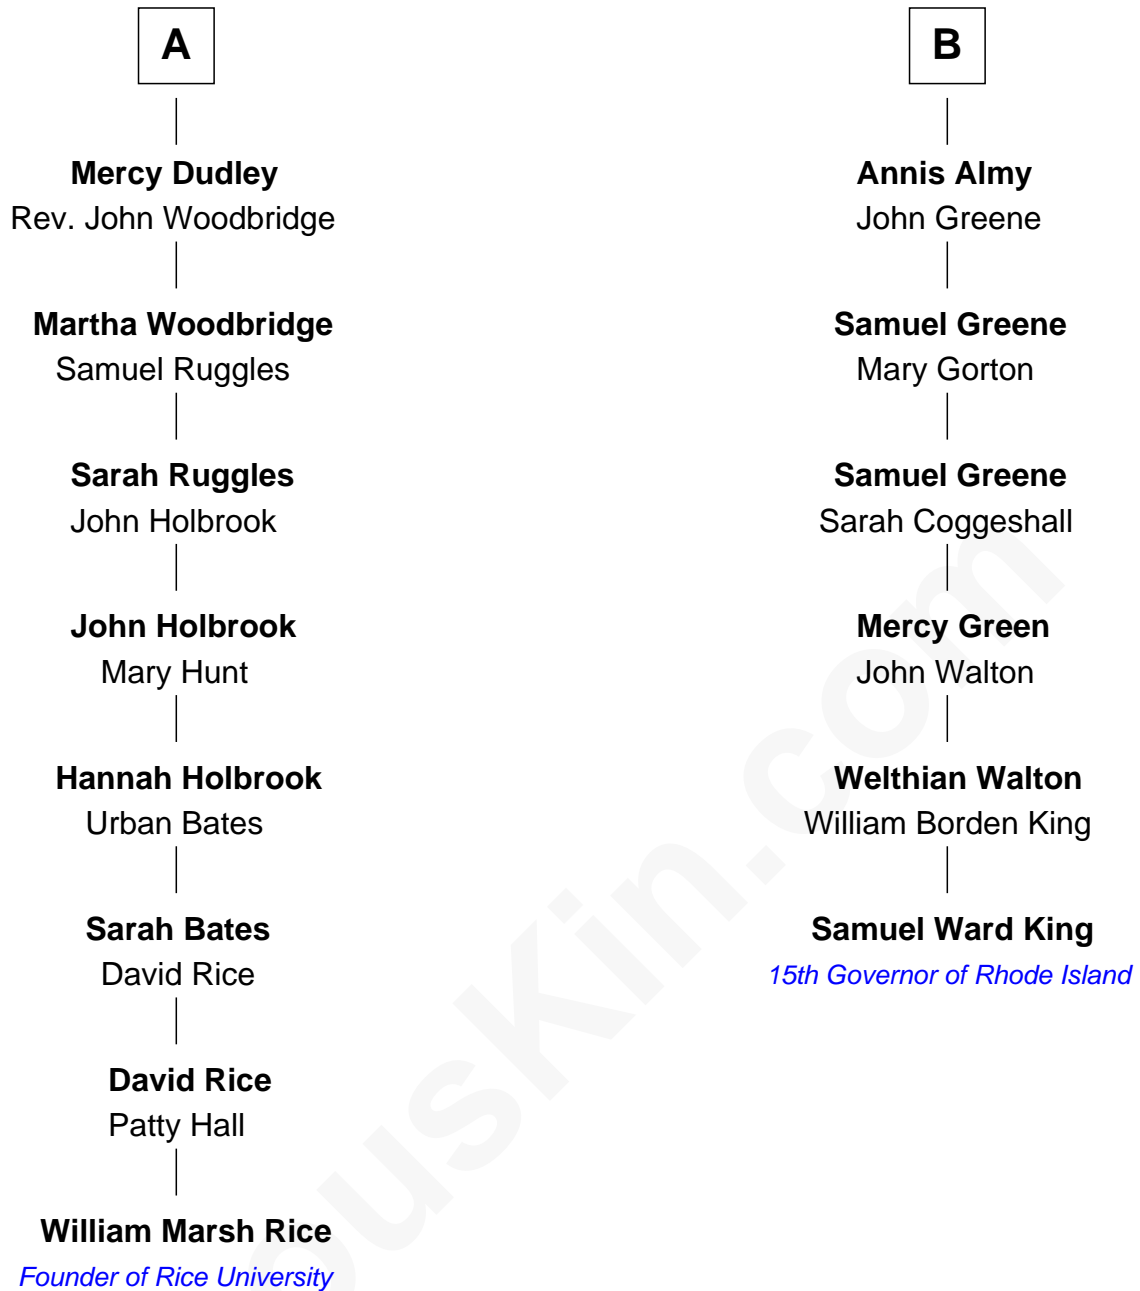 A
Mercy Dudley
Rev. John Woodbridge
Martha Woodbridge
Samuel Ruggles
Sarah Ruggles
John Holbrook
John Holbrook
Mary Hunt
Hannah Holbrook
Urban Bates
Sarah Bates
David Rice
David Rice
Patty Hall
William Marsh Rice
Founder of Rice University
B
Annis Almy
John Greene
Samuel Greene
Mary Gorton
Samuel Greene
Sarah Coggeshall
Mercy Green
John Walton
Welthian Walton
William Borden King
Samuel Ward King
15th Governor of Rhode Island
ousKin.com